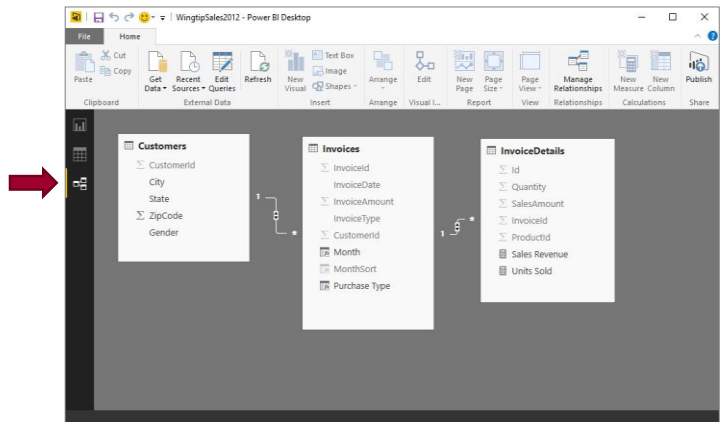 WingtipSales2012 - Power BI Desktop
File Home
Cut
Copy
Paste
Get Data
Recent Sources
Edit Queries
Refresh
New Visual
Text Box
Image
Shapes
Arrange
Edit
New Page
Page Size
Page View
Manage Relationships
New Measure
New Column
Publish
Clipboard External Data Insert Arrange Visual I... Report View Relationships Calculations Share
Customers
CustomerId
City
State
ZipCode
Gender
1
*
Invoices
InvoiceId
InvoiceDate
InvoiceAmount
InvoiceType
CustomerId
Month
MonthSort
Purchase Type
1
*
InvoiceDetails
Id
Quantity
SalesAmount
InvoiceId
ProductId
Sales Revenue
Units Sold